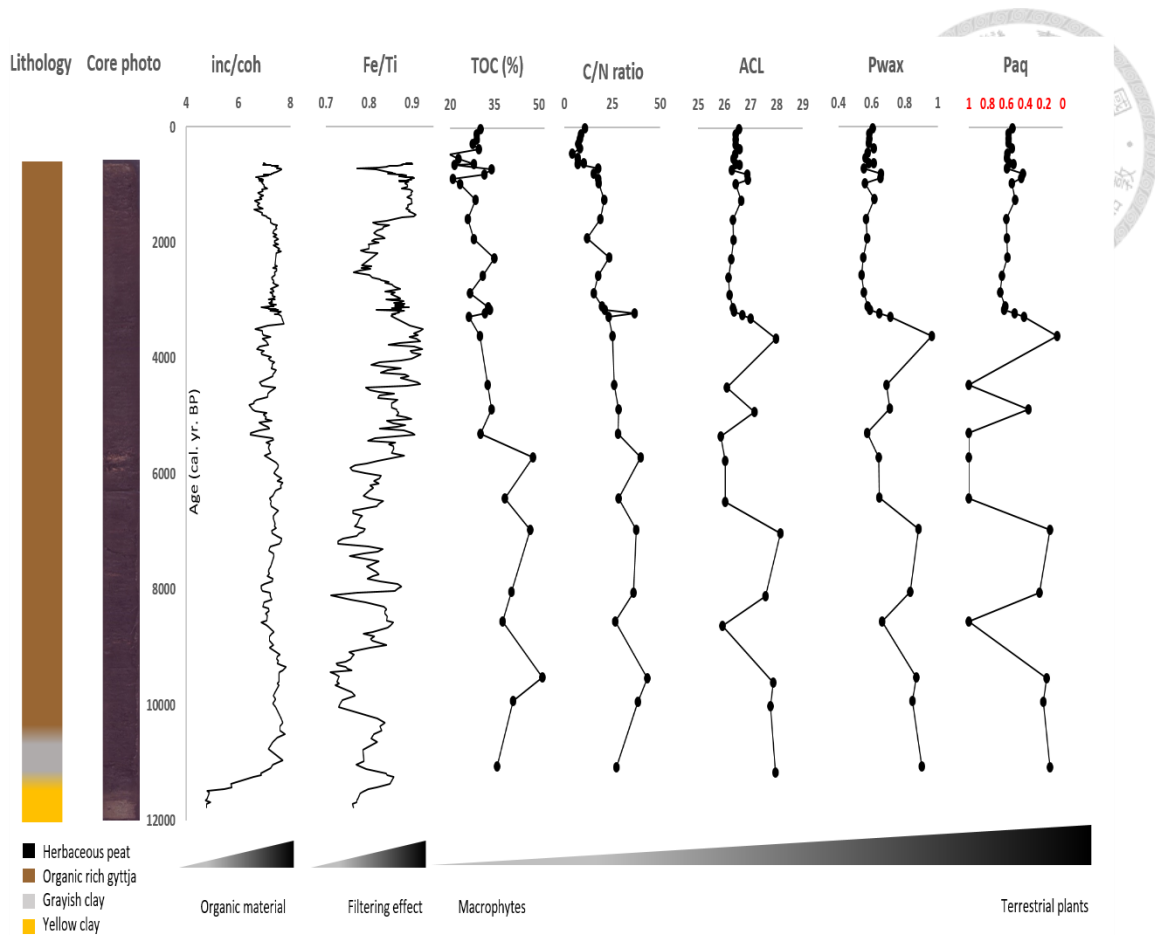 Lithology Core photo inc/coh Fe/Ti TOC (%) C/N ratio ACL Pwax Paq
4 6 8 0.7 0.8 0.9 20 35 50 0 25 50 25 26 27 28 29 0.4 0.6 0.8 1 1 0.8 0.6 0.4 0.2 0
0
2000
4000
6000
8000
10000
12000
Age (cal. yr. BP)
Herbaceous peat
Organic rich gyttja
Grayish clay
Yellow clay
Organic material Filtering effect Macrophytes Terrestrial plants
國